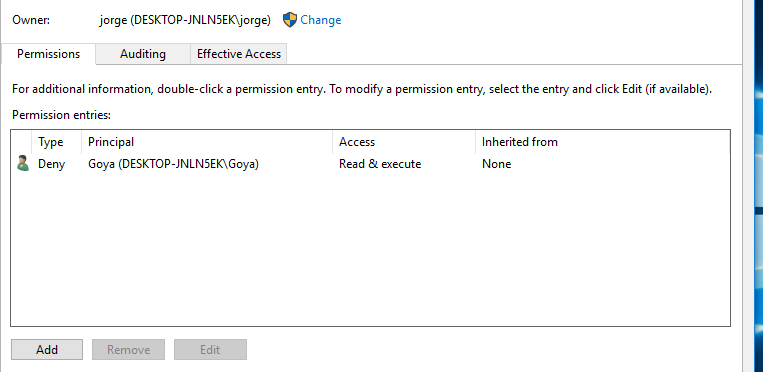 Owner: jorge (DESKTOP-JNLN5EK\jorge) Change
Permissions Auditing Effective Access
For additional information, double-click a permission entry. To modify a permission entry, select the entry and click Edit (if available).
Permission entries:
Type Principal Access Inherited from
Deny Goya (DESKTOP-JNLN5EK\Goya) Read & execute None
Add Remove Edit